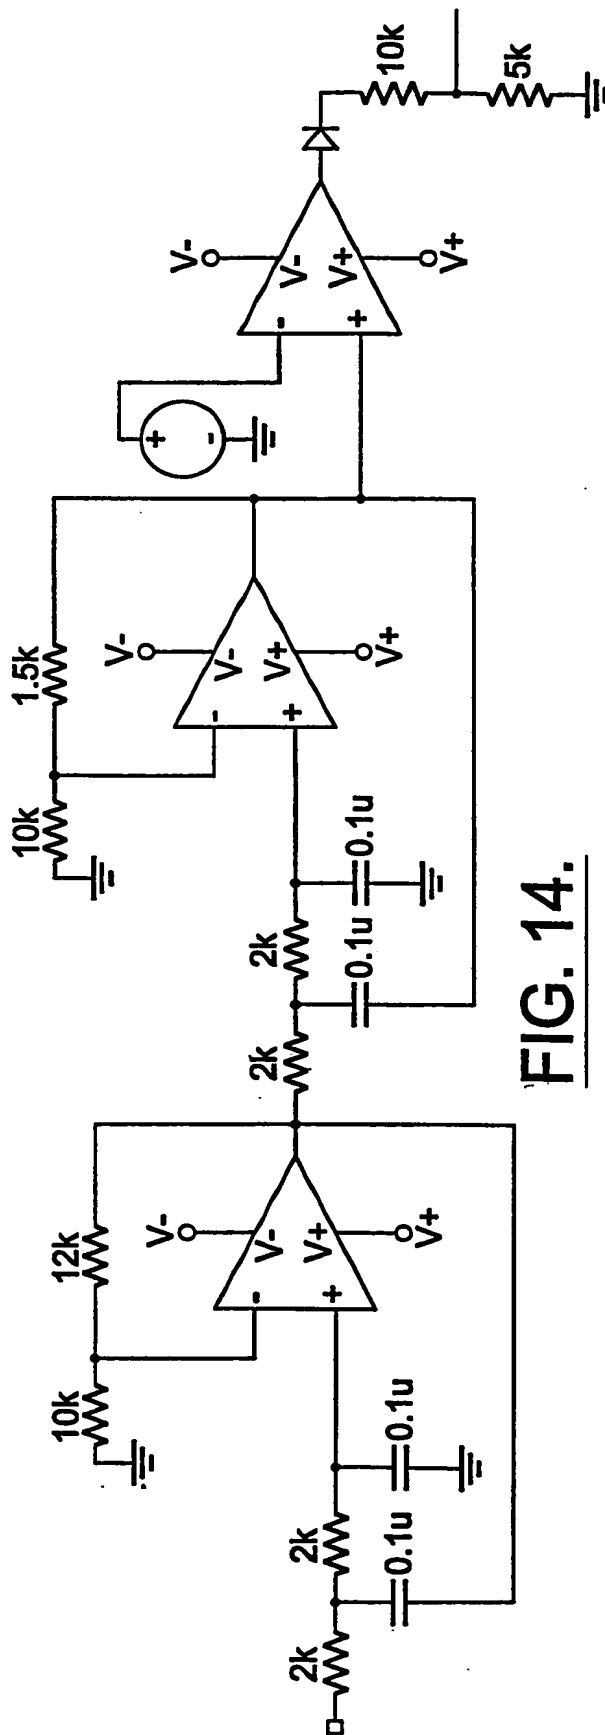 10k
12k
V-
V-
-
+
V+
V+
2k
2k
0.1u
0.1u
10k
1.5k
V-
V-
-
+
V+
V+
2k
2k
0.1u
0.1u
+
-
V-
V-
-
+
V+
V+
10k
5k
FIG. 14.